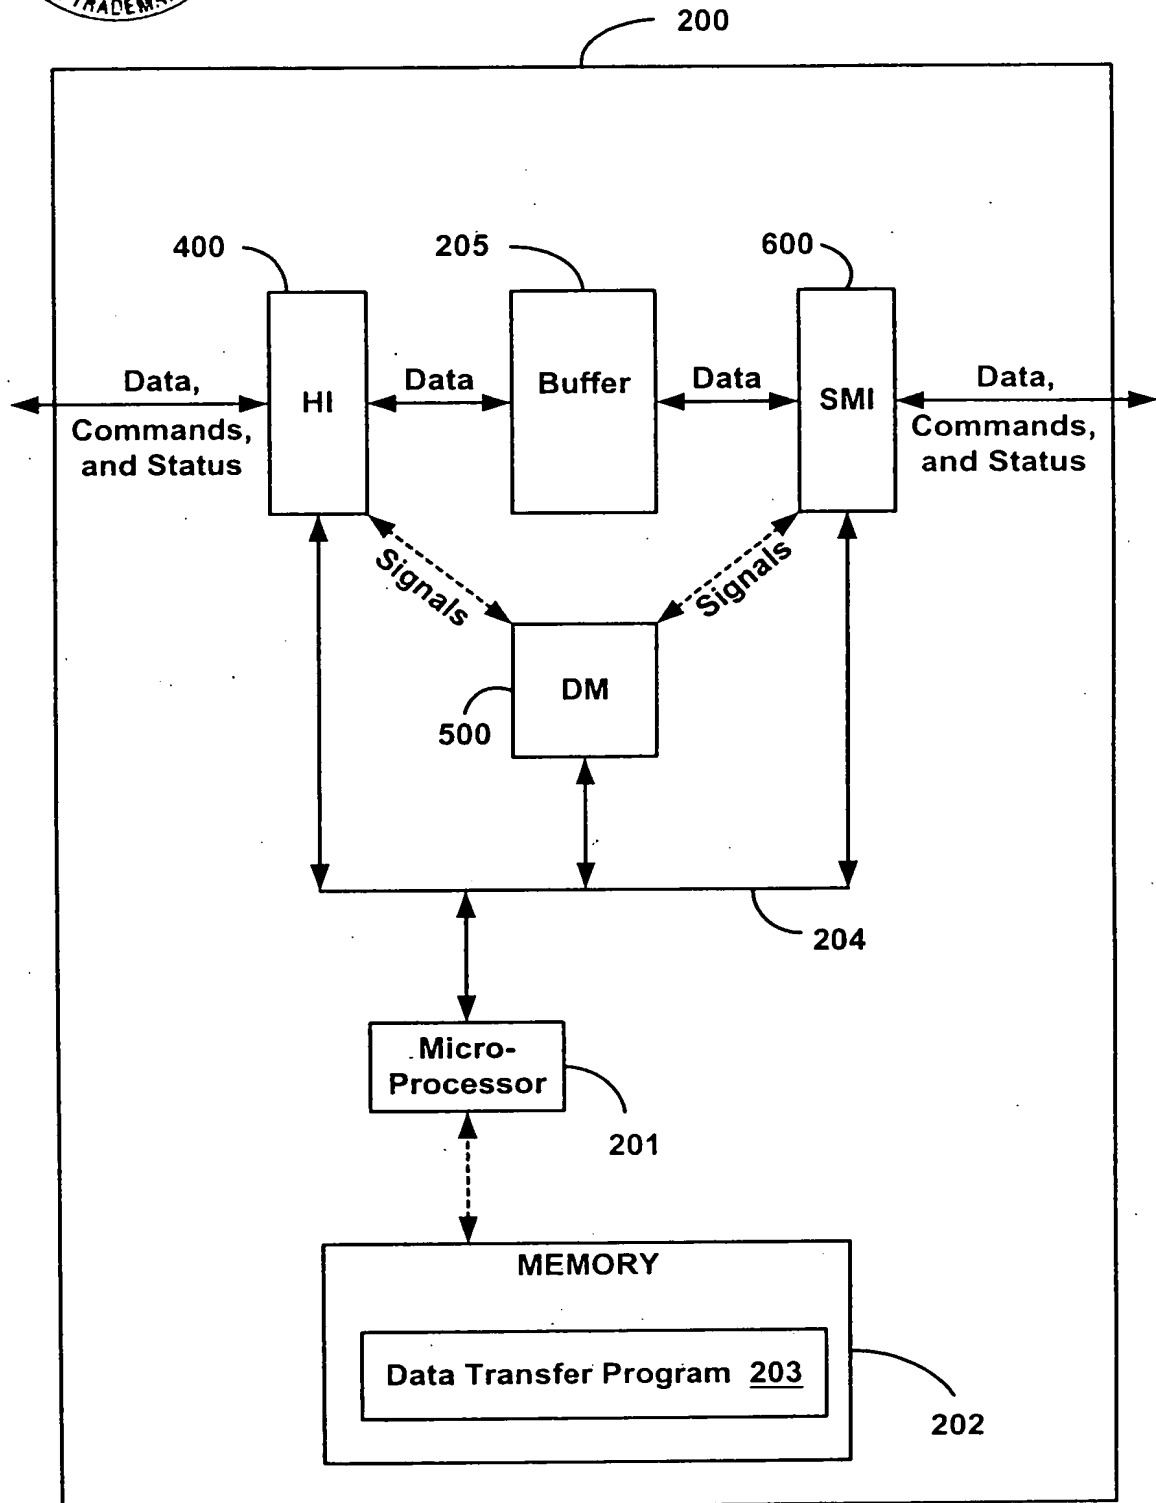 TRADEM
200
400
205
600
Data,
Commands,
and Status
HI
Data
Buffer
Data
SMI
Data,
Commands,
and Status
Signals
Signals
DM
500
204
Micro-
Processor
201
MEMORY
Data Transfer Program 203
202